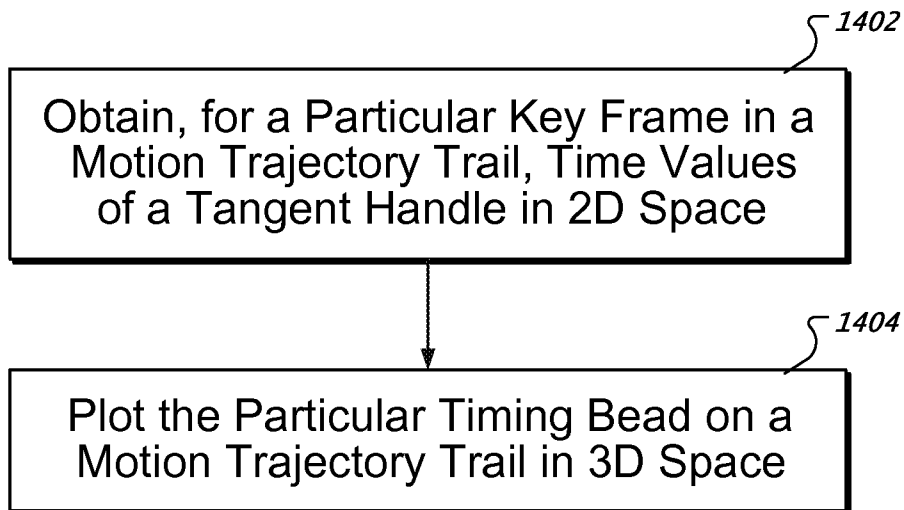 1402
Obtain, for a Particular Key Frame in a
Motion Trajectory Trail, Time Values
of a Tangent Handle in 2D Space
1404
Plot the Particular Timing Bead on a
Motion Trajectory Trail in 3D Space